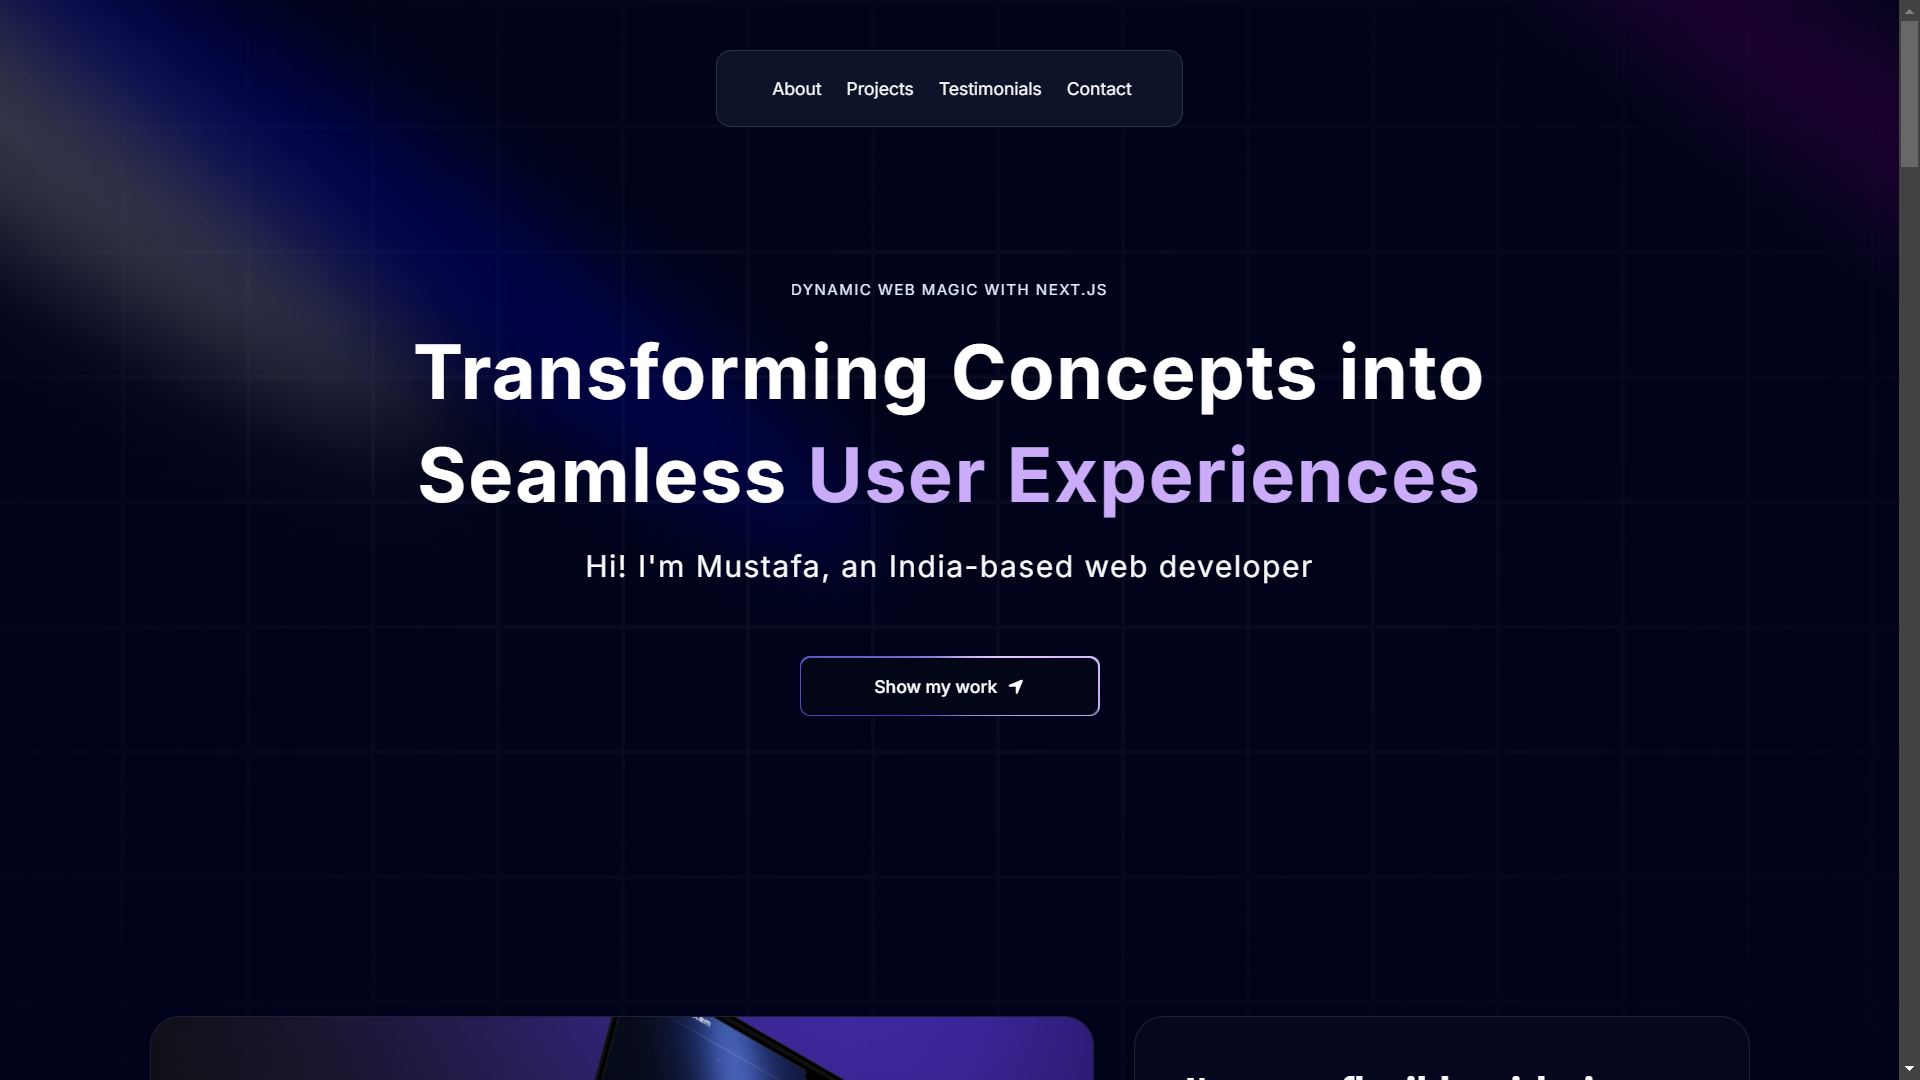 About Projects Testimonials Contact
DYNAMIC WEB MAGIC WITH NEXT.JS
Transforming Concepts into
Seamless User Experiences
Hi! I'm Mustafa, an India-based web developer
Show my work